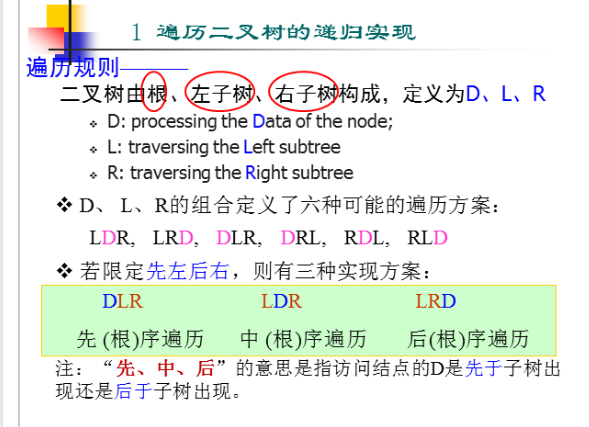 1 遍历二叉树的递归实现
遍历规则———
二叉树由根、左子树、右子树构成，定义为D、L、R
D: processing the Data of the node;
L: traversing the Left subtree
R: traversing the Right subtree
D、 L、R的组合定义了六种可能的遍历方案：
LDR, LRD, DLR, DRL, RDL, RLD
若限定先左后右，则有三种实现方案：
DLR LDR LRD
先 (根)序遍历 中 (根)序遍历 后(根)序遍历
注：“先、中、后”的意思是指访问结点的D是先于子树出
现还是后于子树出现。